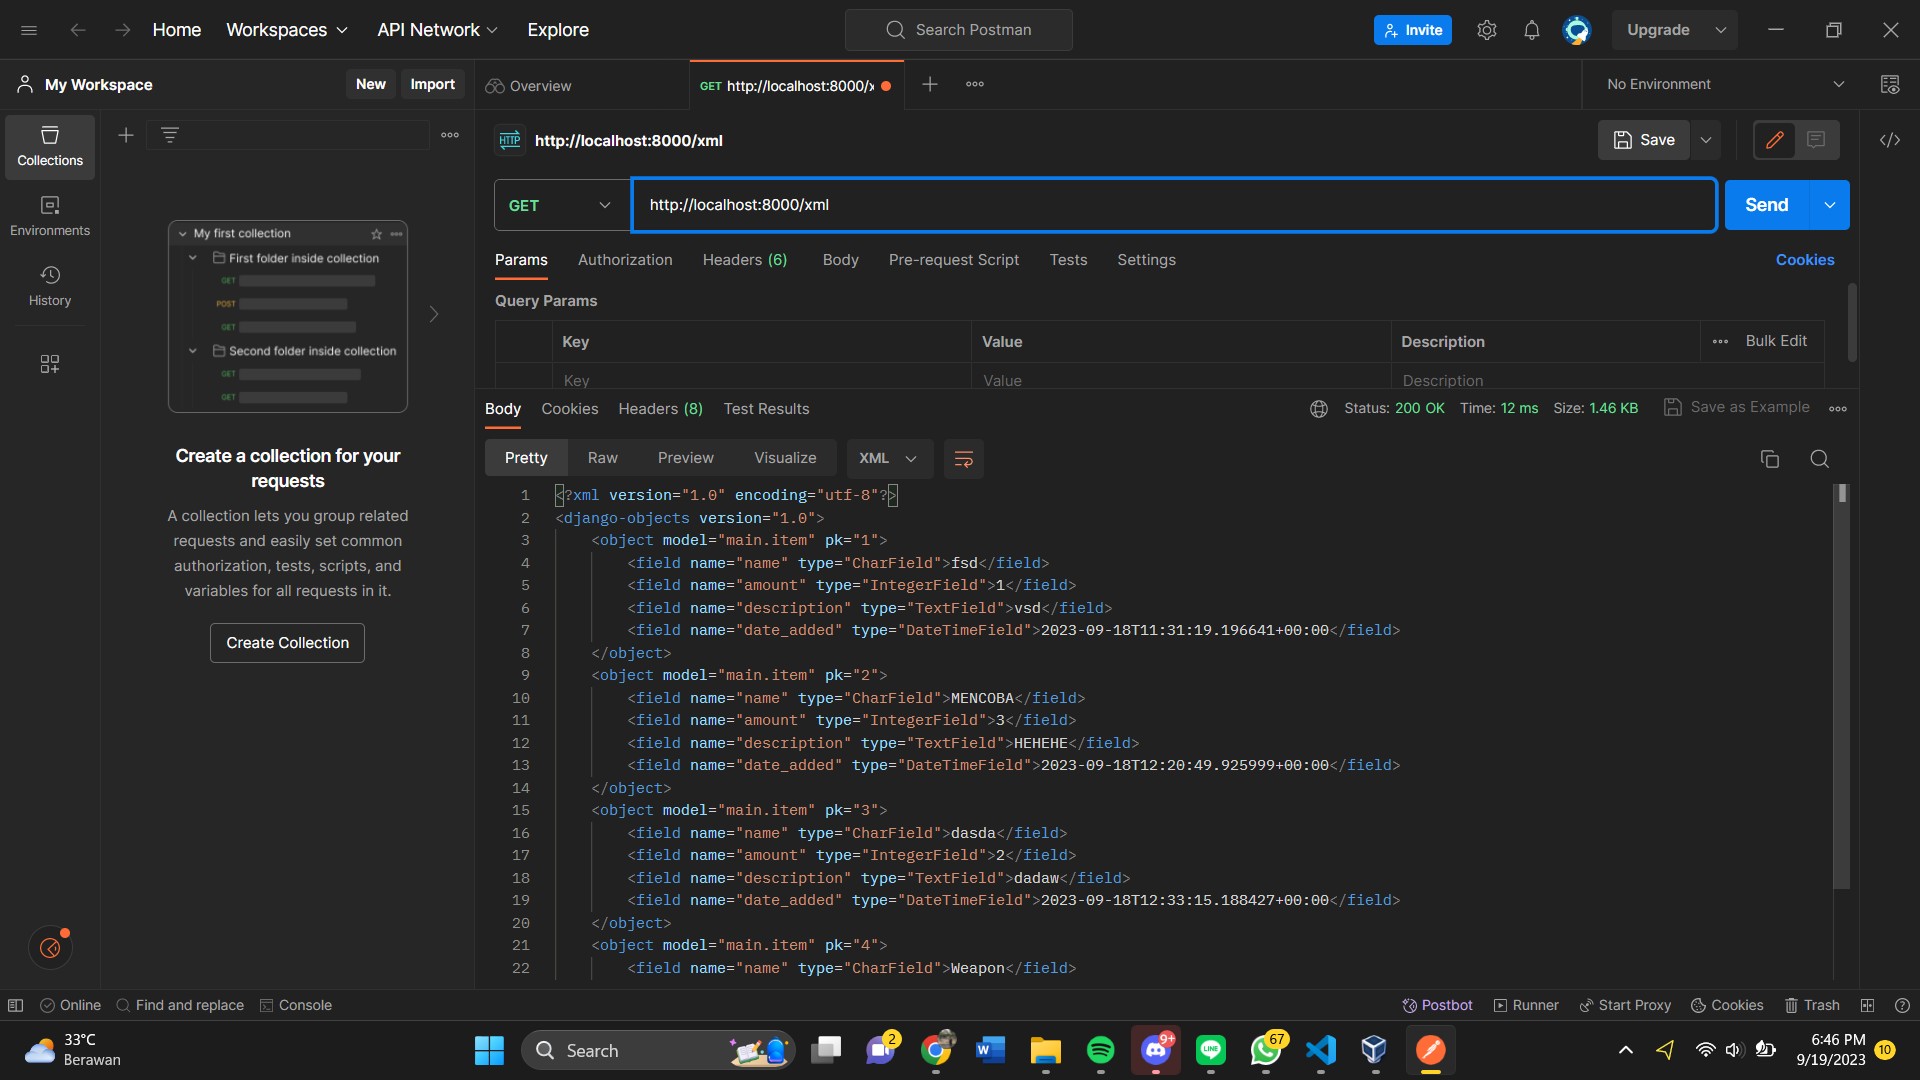 Home
Workspaces
API Network
Explore
Search Postman
Invite
Upgrade
My Workspace
New
Import
Overview
GET http://localhost:8000/x
No Environment
Collections
Environments
History
My first collection
First folder inside collection
GET
POST
GET
Second folder inside collection
GET
GET
Create a collection for your
requests
A collection lets you group related
requests and easily set common
authorization, tests, scripts, and
variables for all requests in it.
Create Collection
HTTP http://localhost:8000/xml
Save
GET
http://localhost:8000/xml
Send
Params Authorization Headers (6) Body Pre-request Script Tests Settings
Cookies
Query Params
Key Value Description Bulk Edit
Key Value Description
Body Cookies Headers (8) Test Results
Status: 200 OK Time: 12 ms Size: 1.46 KB Save as Example
Pretty Raw Preview Visualize XML
1 <?xml version="1.0" encoding="utf-8"?>
2 <django-objects version="1.0">
3 <object model="main.item" pk="1">
4 <field name="name" type="CharField">fsd</field>
5 <field name="amount" type="IntegerField">1</field>
6 <field name="description" type="TextField">vsd</field>
7 <field name="date_added" type="DateTimeField">2023-09-18T11:31:19.196641+00:00</field>
8 </object>
9 <object model="main.item" pk="2">
10 <field name="name" type="CharField">MENCOBA</field>
11 <field name="amount" type="IntegerField">3</field>
12 <field name="description" type="TextField">HEHEHE</field>
13 <field name="date_added" type="DateTimeField">2023-09-18T12:20:49.925999+00:00</field>
14 </object>
15 <object model="main.item" pk="3">
16 <field name="name" type="CharField">dasda</field>
17 <field name="amount" type="IntegerField">2</field>
18 <field name="description" type="TextField">dadaw</field>
19 <field name="date_added" type="DateTimeField">2023-09-18T12:33:15.188427+00:00</field>
20 </object>
21 <object model="main.item" pk="4">
22 <field name="name" type="CharField">Weapon</field>
Online Find and replace Console
Postbot Runner Start Proxy Cookies Trash
33°C
Berawan
Search
2
9+
LINE
67
6:46 PM
9/19/2023
10